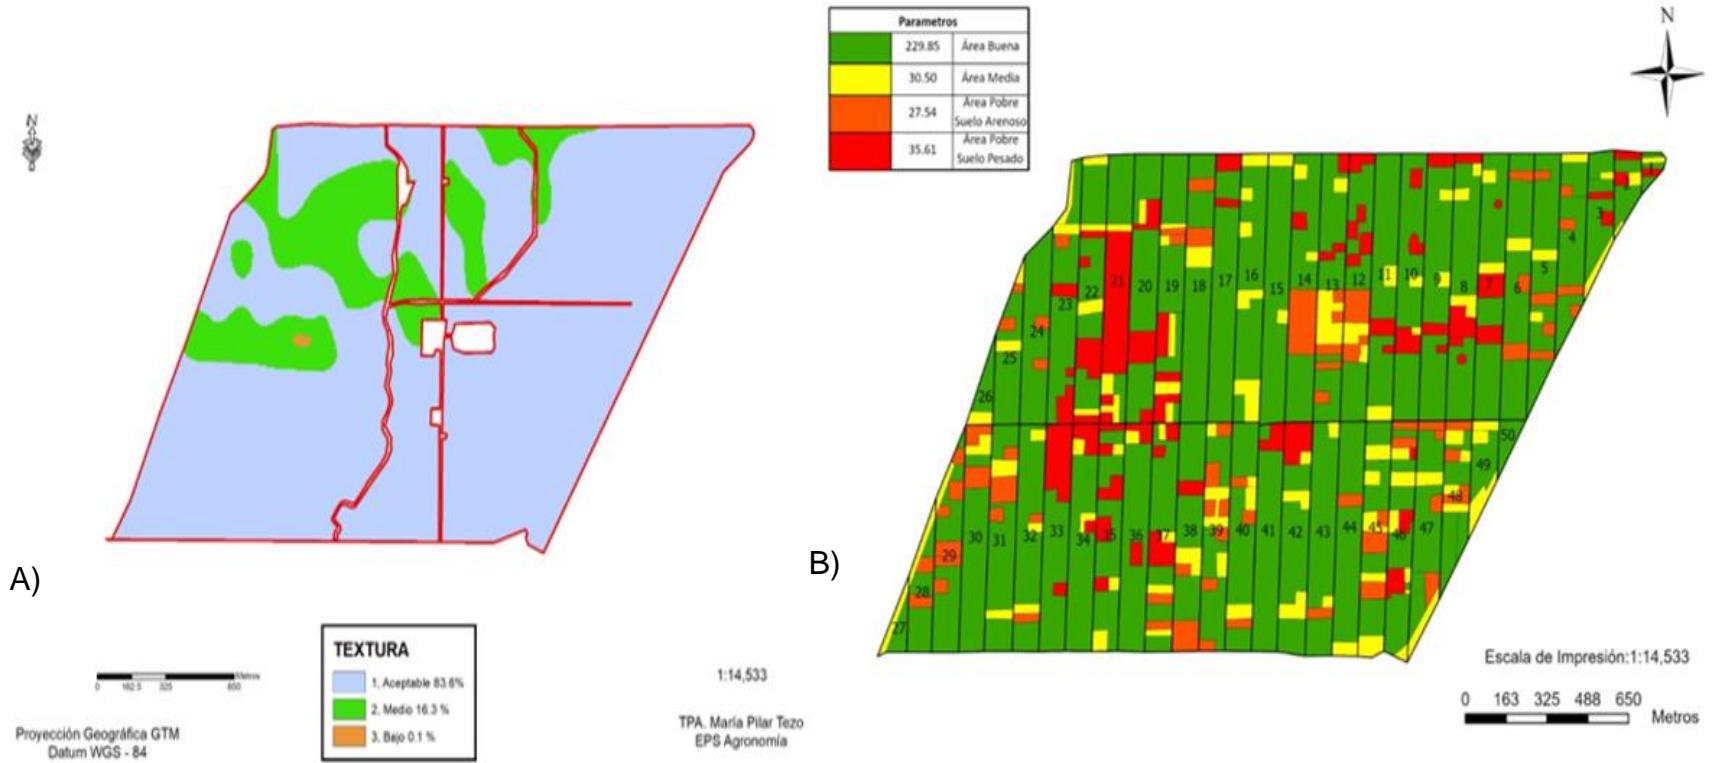 N
A)
0 162.5 325 650 Metros
Proyección Geográfica GTM
Datum WGS - 84
TEXTURA
1, Aceptable 83.6%
2, Medio 16.3 %
3, Bajo 0.1 %
1:14,533
TPA. María Pilar Tezo
EPS Agronomía
Parametros
229.85 Área Buena
30.50 Área Media
27.54 Área Pobre
Suelo Arenoso
35.61 Área Pobre
Suelo Pesado
N
3
4
5
6
7
8
9
10
11
12
13
14
15
16
17
18
19
20
21
22
23
24
25
26
27
28
29
30
31
32
33
34
35
36
37
38
39
40
41
42
43
44
45
46
47
48
49
50
B)
Escala de Impresión:1:14,533
0 163 325 488 650
Metros